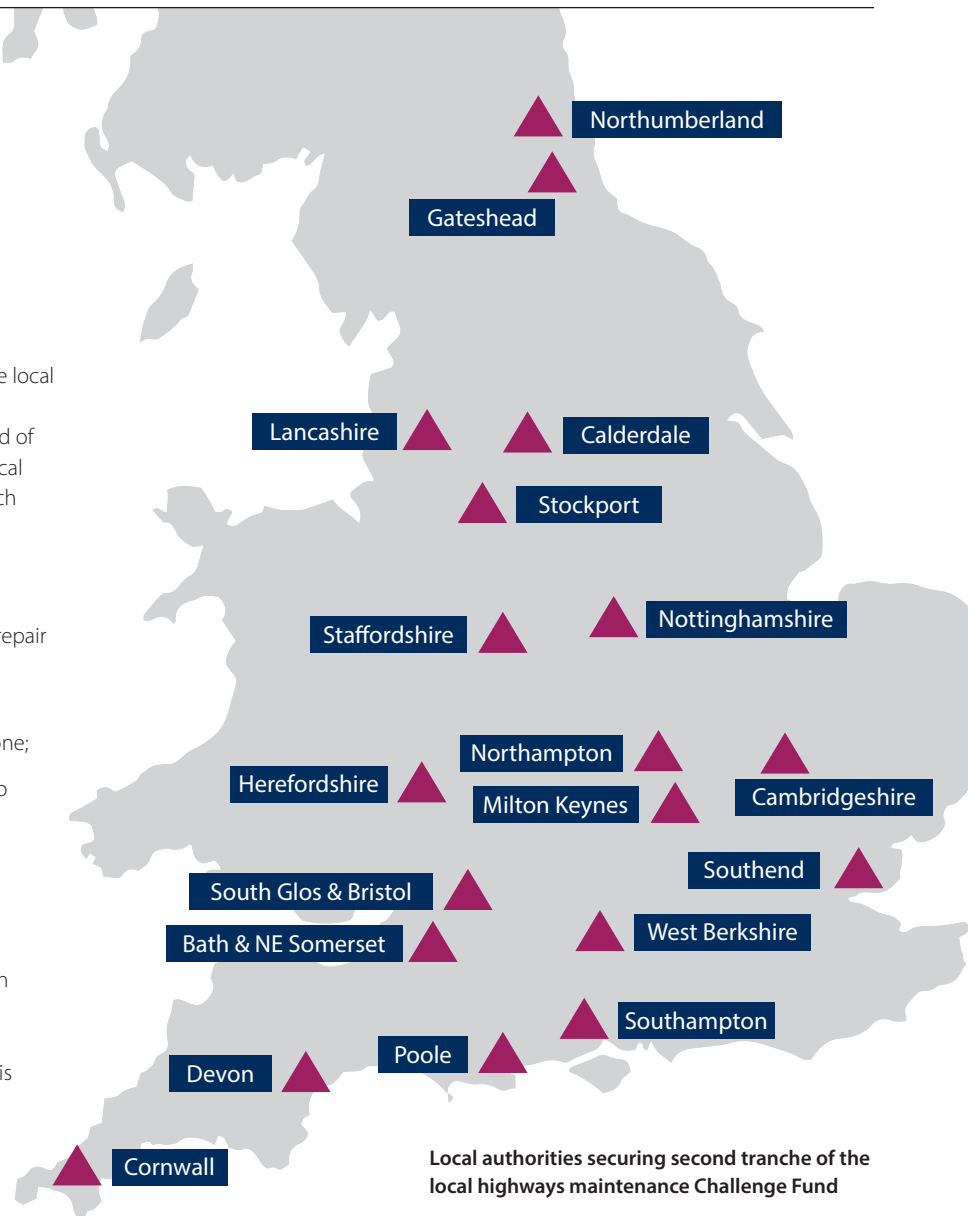 Northumberland
Gateshead
e local
d of
cal
ch
Lancashire
Calderdale
Stockport
repair
Staffordshire
Nottinghamshire
one;
o
Northampton
Herefordshire
Milton Keynes
Cambridgeshire
Southend
South Glos & Bristol
West Berkshire
Bath & NE Somerset
n
Southampton
Poole
is
Devon
Cornwall
Local authorities securing second tranche of the
local highways maintenance Challenge Fund